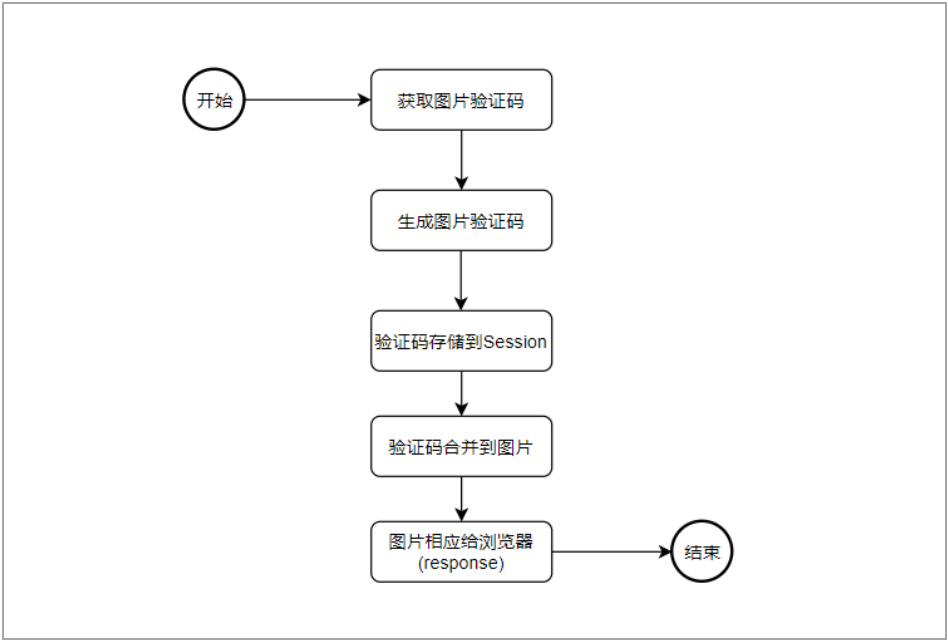 开始
获取图片验证码
生成图片验证码
验证码存储到Session
验证码合并到图片
图片相应给浏览器
(response)
结束